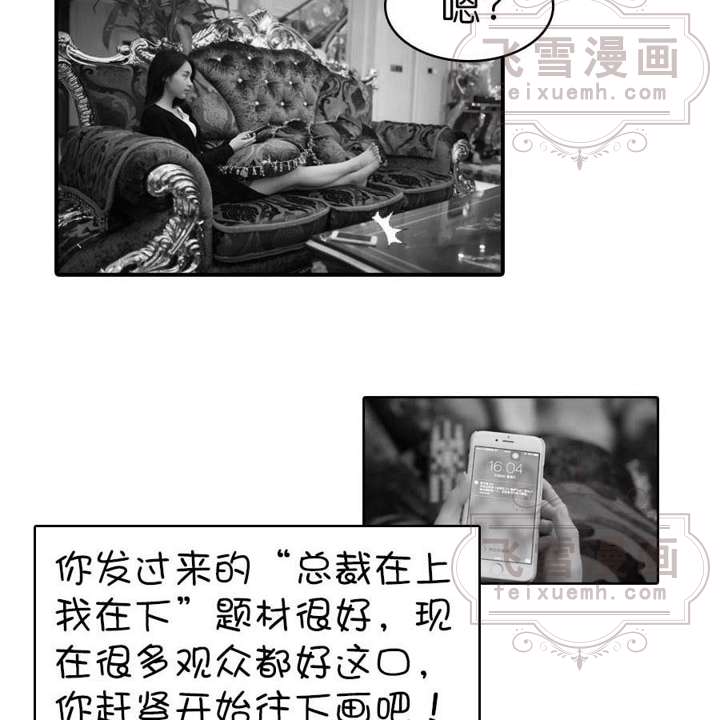 嗯？
飞雪漫画
feixuemh.com
16 04
飞雪漫画
feixuemh.com
你发过来的“总裁在上
我在下”题材很好，现
在很多观众都好这口，
你赶紧开始往下画吧！